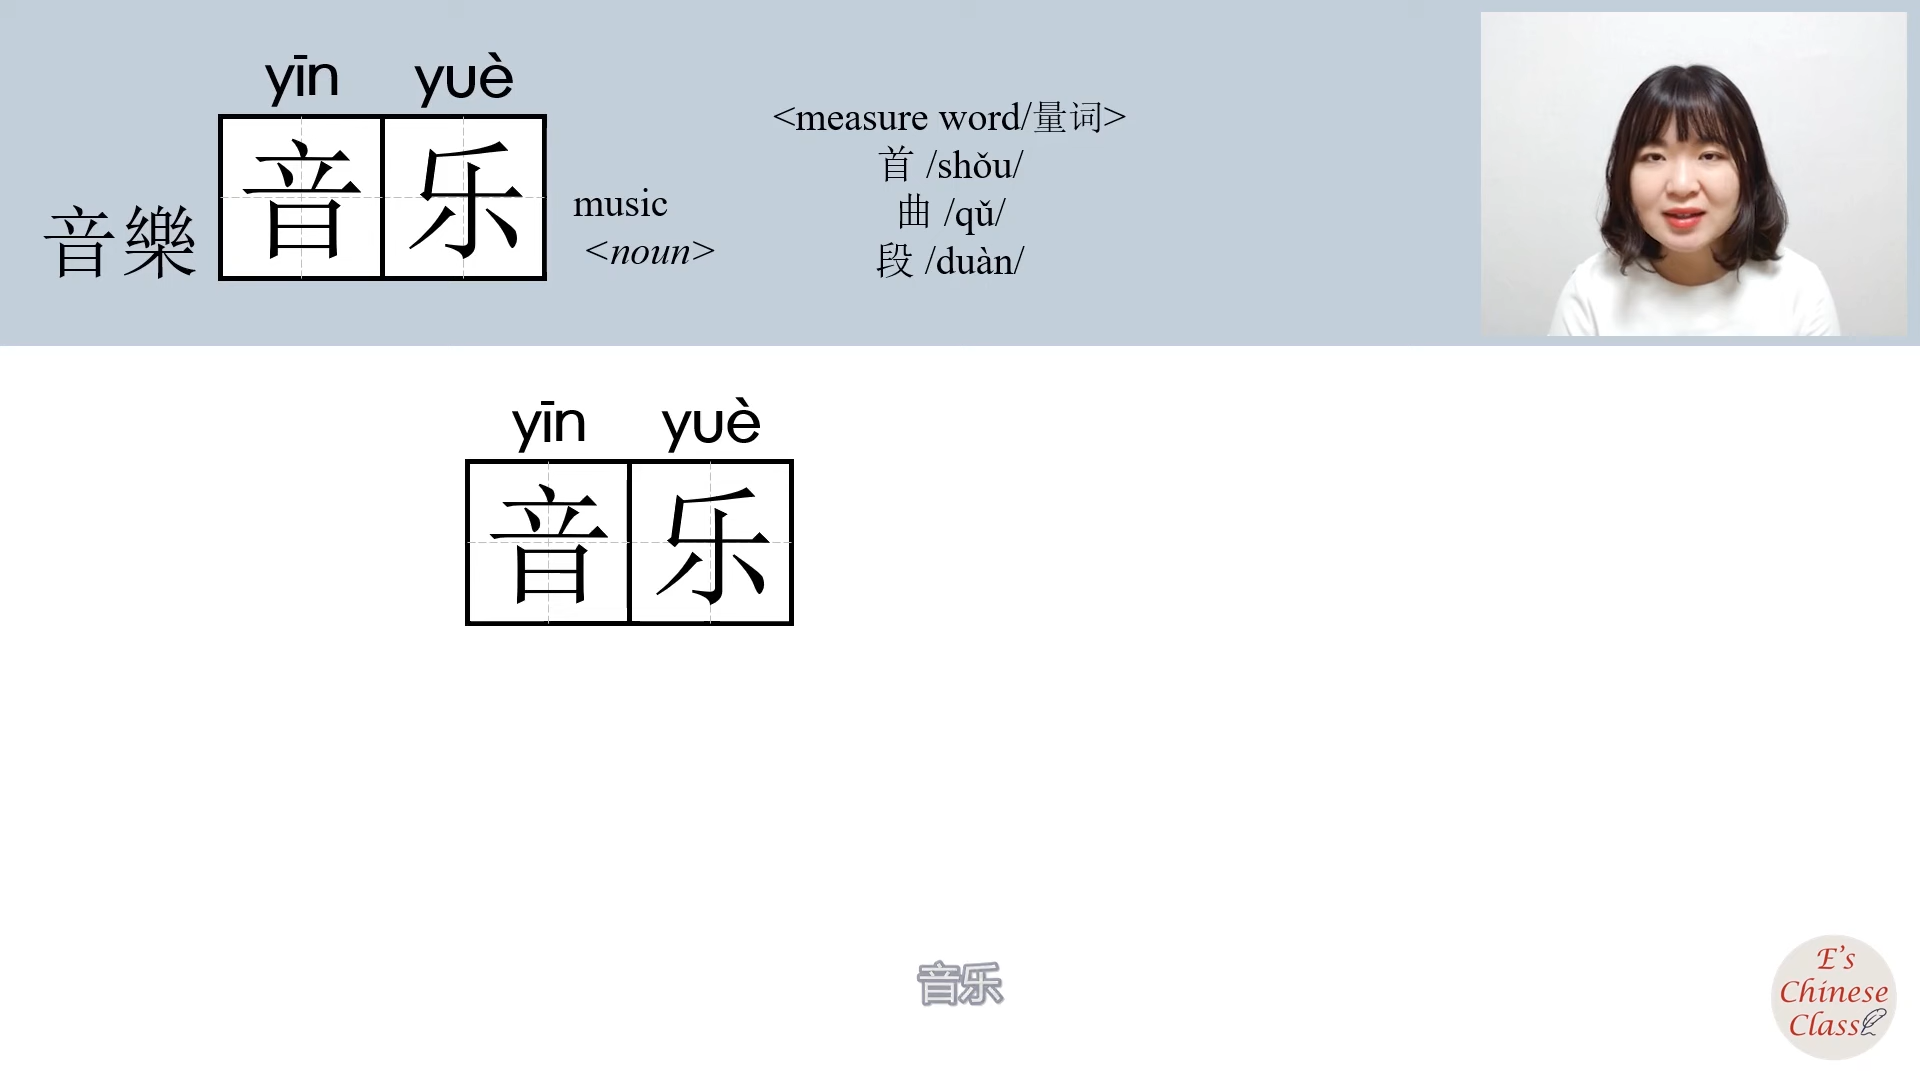 yīn yuè
音樂 音乐 music
<noun>
<measure word/量词>
首 /shǒu/
曲 /qǔ/
段 /duàn/
yīn yuè
音乐
音乐
E's
Chinese
Class